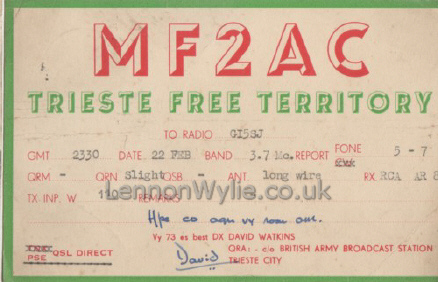 MF2AC
TRIESTE FREE TERRITORY
TO RADIO GI5SJ
GMT 2330 DATE 22 FEB BAND 3.7 Mc. REPORT FONE 5 - 7
QRM - QRN Slight QSB - ANT long wire RX RCA AR 8
TX INP. W REMARKS
LennonWylie.co.uk
Hpe co agn vy soon om.
Vy 73 es best DX DAVID WATKINS
PSE QSL DIRECT QRA: - c/o BRITISH ARMY BROADCAST STATION
David TRIESTE CITY